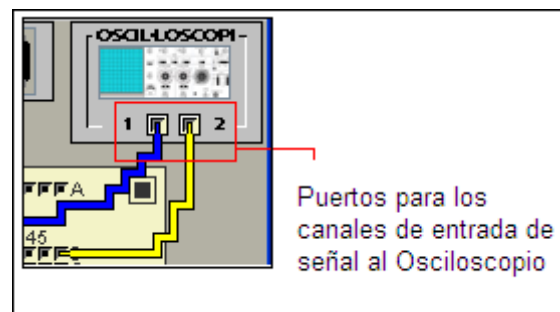 OSCIL·LOSCOPI
1 2
A
45
Puertos para los
canales de entrada de
señal al Osciloscopio